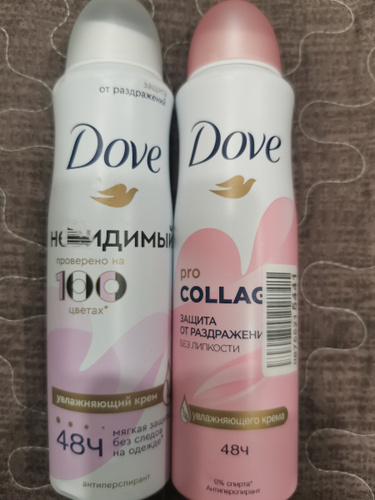 защита
от раздражений
Dove
невидимый
проверено на
100
цветах*
увлажняющий крем
48ч
мягкая защита
без следов
на одежде*
антиперспирант
Dove
pro
COLLAG
ЗАЩИТА
ОТ РАЗДРАЖЕНИ
БЕЗ ЛИПКОСТИ
увлажняющего крема
48ч
0% спирта*
Антиперспирант